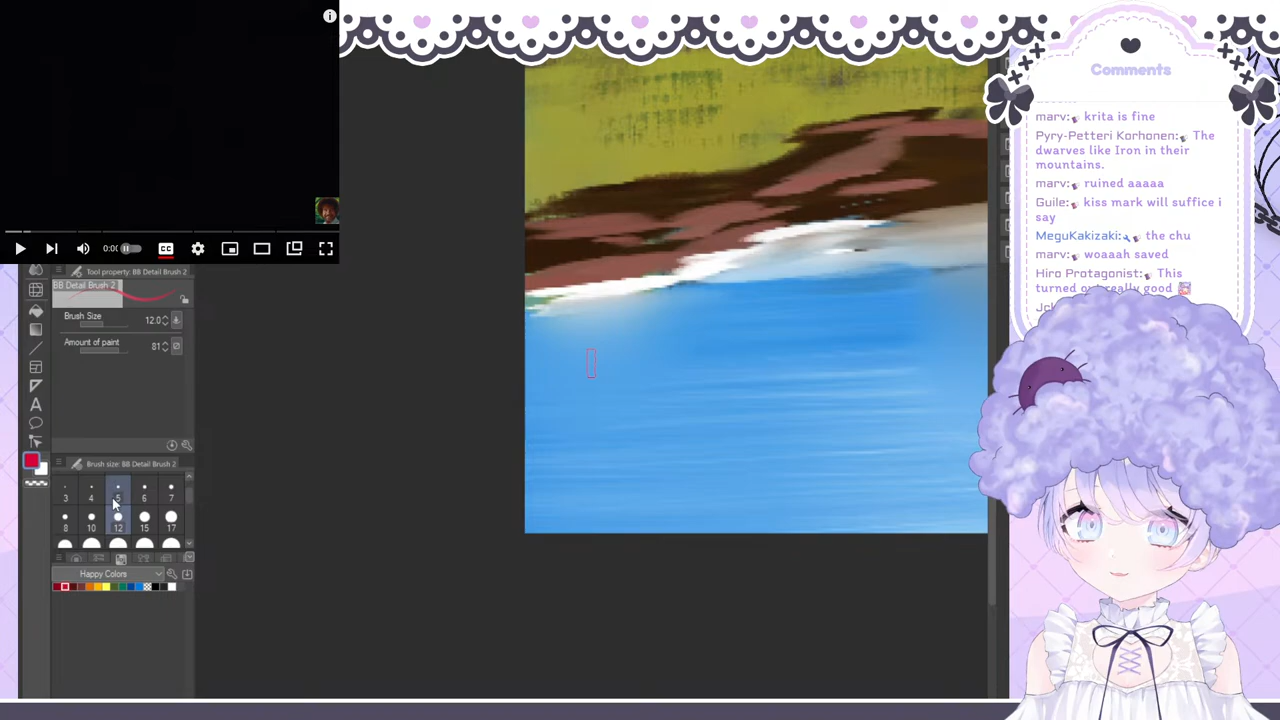 0:00
CC
Tool property: BB Detail Brush 2
BB Detail Brush 2
Brush Size 12.0
Amount of paint 81
Brush size: BB Detail Brush 2
3 4 5 6 7
8 10 12 15 17
Happy Colors
Comments
marv: krita is fine
Pyry-Petteri Korhonen: The
dwarves like Iron in their
mountains.
marv: ruined aaaaa
Guile: kiss mark will suffice i
say
MeguKakizaki: the chu
marv: woaaah saved
Hiro Protagonist: This
turned out really good